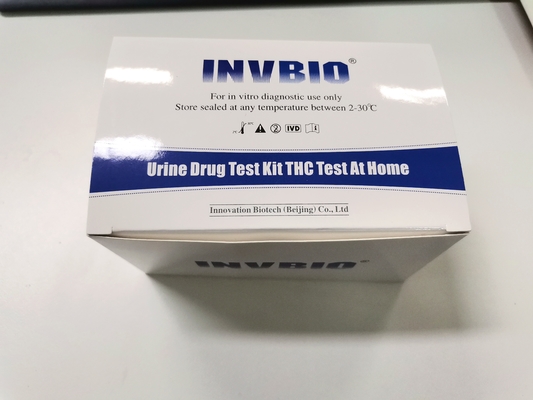 INVBIO®
For in vitro diagnostic use only
Store sealed at any temperature between 2-30℃
IVD
Urine Drug Test Kit THC Test At Home
Innovation Biotech (Beijing) Co., Ltd
INVBIO®